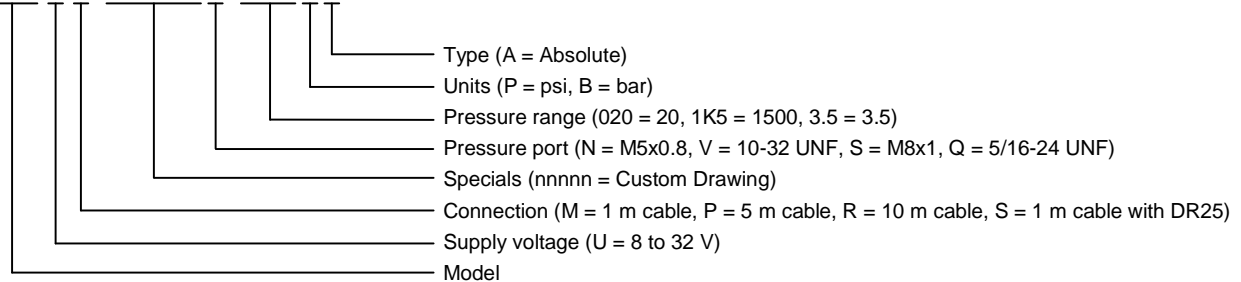 Type (A = Absolute)
Units (P = psi, B = bar)
Pressure range (020 = 20, 1K5 = 1500, 3.5 = 3.5)
Pressure port (N = M5x0.8, V = 10-32 UNF, S = M8x1, Q = 5/16-24 UNF)
Specials (nnnnn = Custom Drawing)
Connection (M = 1 m cable, P = 5 m cable, R = 10 m cable, S = 1 m cable with DR25)
Supply voltage (U = 8 to 32 V)
Model